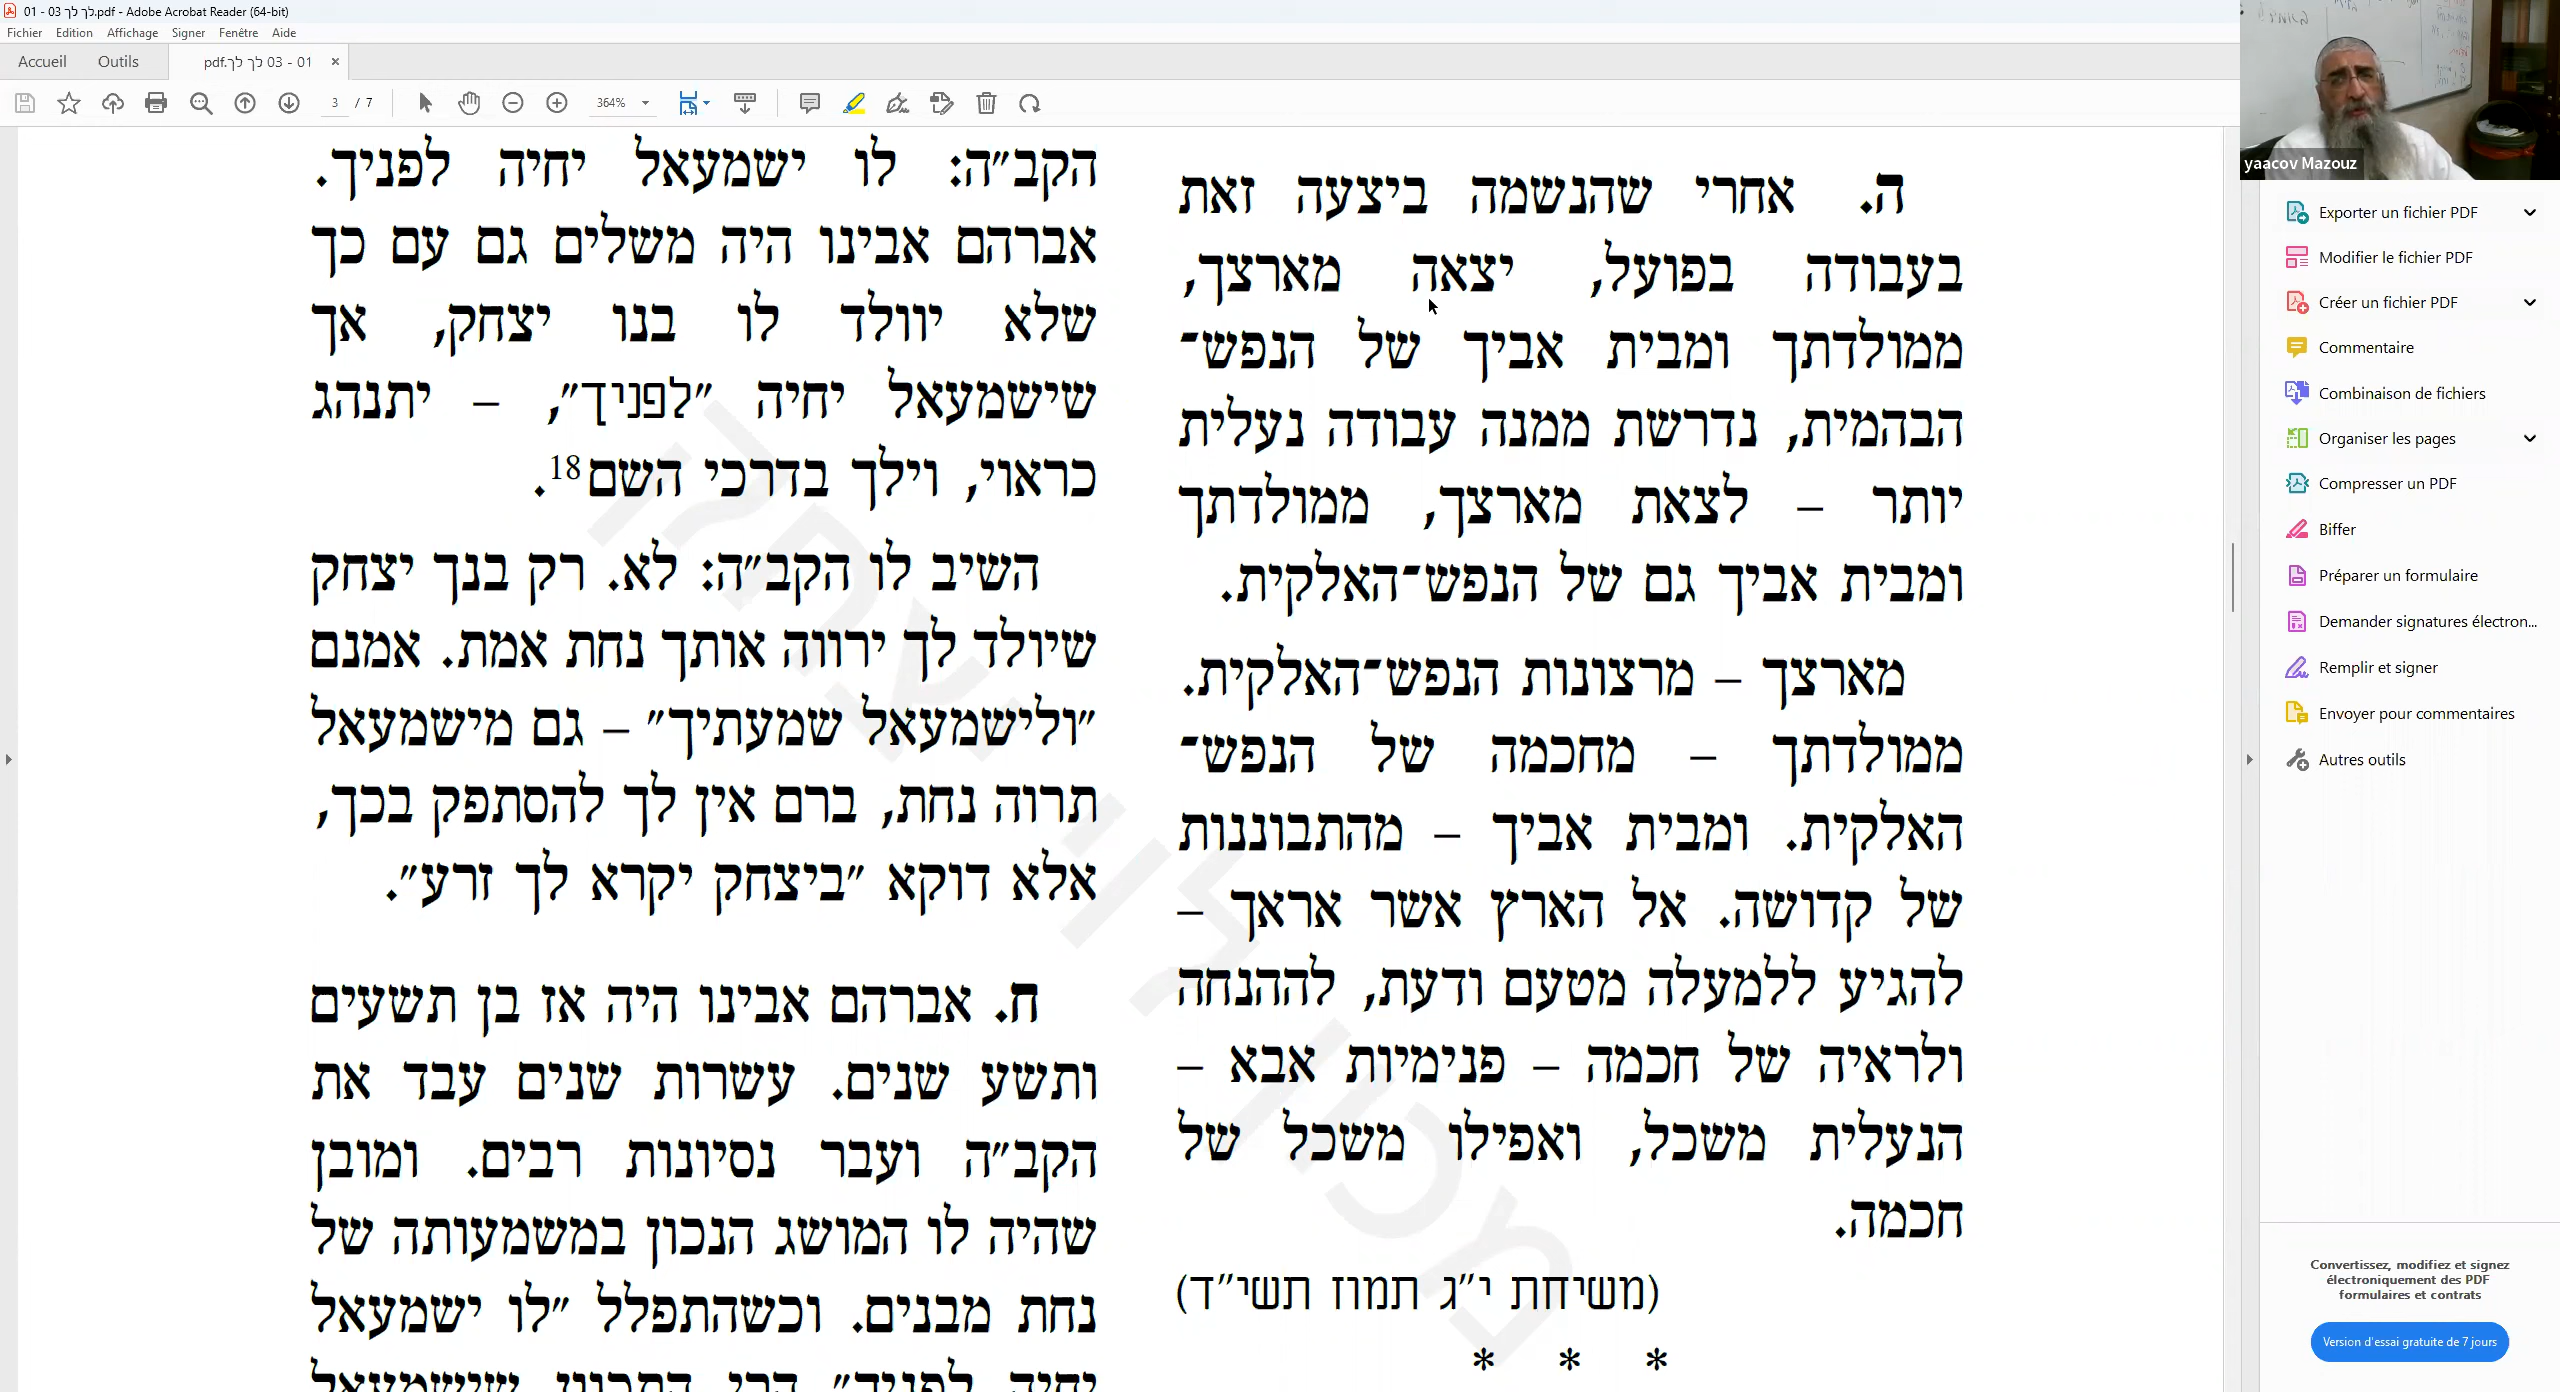 01 - 03 לך לך.pdf - Adobe Acrobat Reader (64-bit)
Fichier Edition Affichage Signer Fenêtre Aide
Accueil Outils 01 - 03 לך לך.pdf ×
3 / 7 364%
ה. אחרי שהנשמה ביצעה זאת
בעבודה בפועל, יצאה מארצך,
ממולדתך ומבית אביך של הנפש־
הבהמית, נדרשת ממנה עבודה נעלית
יותר – לצאת מארצך, ממולדתך
ומבית אביך גם של הנפש־האלקית.
מארצך – מרצונות הנפש־האלקית.
ממולדתך – מחכמה של הנפש־
האלקית. ומבית אביך – מהתבוננות
של קדושה. אל הארץ אשר אראך –
להגיע ללמעלה מטעם ודעת, לההנחה
ולראיה של חכמה – פנימיות אבא –
הנעלית משכל, ואפילו משכל של
חכמה.
(משיחת י״ג תמוז תשי״ד)
* * *
הקב״ה: לו ישמעאל יחיה לפניך.
אברהם אבינו היה משלים גם עם כך
שלא יוולד לו בנו יצחק, אך
שישמעאל יחיה ״לפניך״, – יתנהג
כראוי, וילך בדרכי השם18.
השיב לו הקב״ה: לא. רק בנך יצחק
שיולד לך ירווה אותך נחת אמת. אמנם
״ולישמעאל שמעתיך״ – גם מישמעאל
תרוה נחת, ברם אין לך להסתפק בכך,
אלא דוקא ״ביצחק יקרא לך זרע״.
ח. אברהם אבינו היה אז בן תשעים
ותשע שנים. עשרות שנים עבד את
הקב״ה ועבר נסיונות רבים. ומובן
שהיה לו המושג הנכון במשמעותה של
נחת מבנים. וכשהתפלל ״לו ישמעאל
יחיה לפניך״ הרי התכוון שישמעאל
מכון לוי יצחק
yaacov Mazouz
Exporter un fichier PDF
Modifier le fichier PDF
Créer un fichier PDF
Commentaire
Combinaison de fichiers
Organiser les pages
Compresser un PDF
Biffer
Préparer un formulaire
Demander signatures électron...
Remplir et signer
Envoyer pour commentaires
Autres outils
Convertissez, modifiez et signez
électroniquement des PDF
formulaires et contrats
Version d'essai gratuite de 7 jours